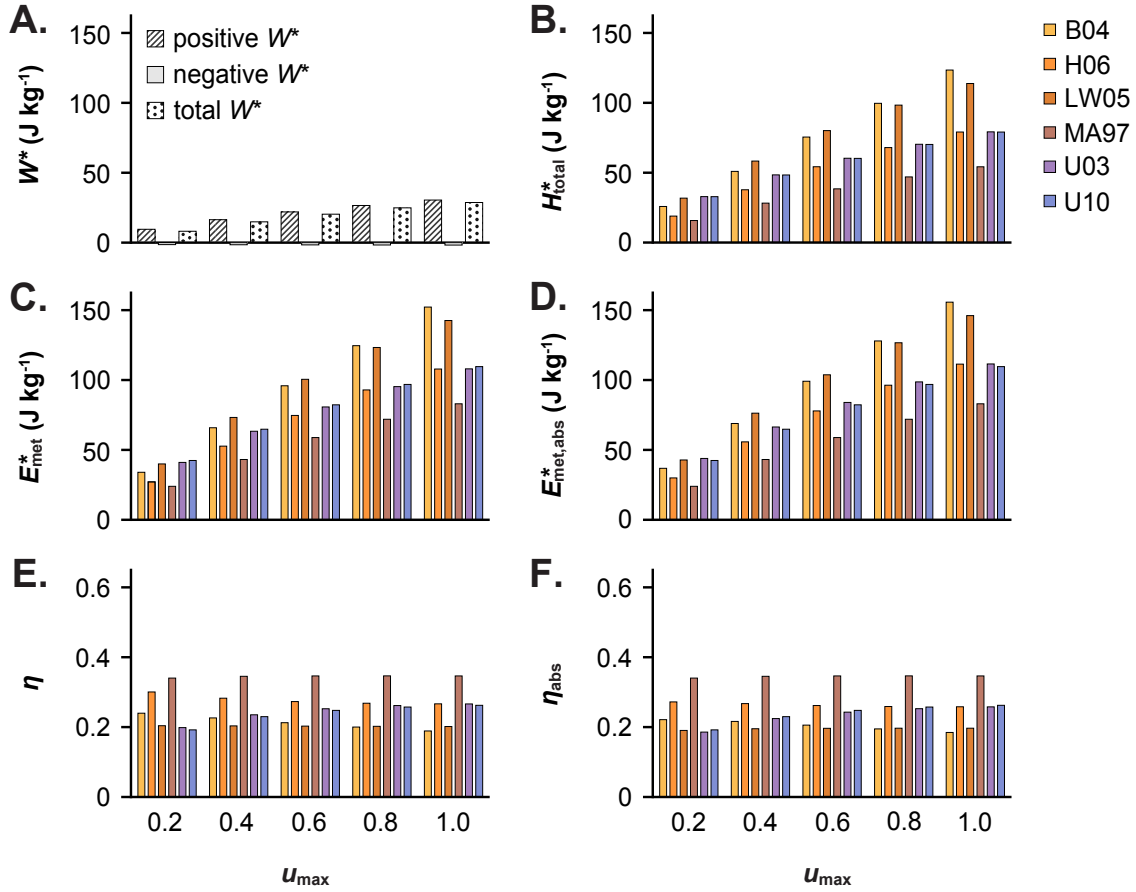 A.
150
100
50
0
W* (J kg-1)
positive W*
negative W*
total W*
B.
150
100
50
0
H*total (J kg-1)
B04
H06
LW05
MA97
U03
U10
C.
150
100
50
0
E*met (J kg-1)
D.
150
100
50
0
E*met,abs (J kg-1)
E.
0.6
0.4
0.2
0
η
0.2 0.4 0.6 0.8 1.0
umax
F.
0.6
0.4
0.2
0
ηabs
0.2 0.4 0.6 0.8 1.0
umax